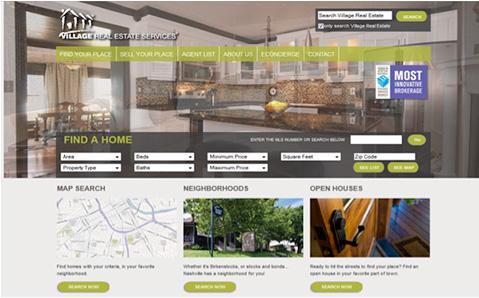 Search Village Real Estate
SEARCH
only search Village Real Estate
VILLAGE REAL ESTATE SERVICES
FIND YOUR PLACE SELL YOUR PLACE AGENT LIST ABOUT US ECONCIERGE CONTACT
2012
MOST
INNOVATIVE
BROKERAGE
FIND A HOME
ENTER THE MLS NUMBER OR SEARCH BELOW
Go
Area Beds Minimum Price Square Feet Zip Code
Property Type Baths Maximum Price SEE LIST SEE MAP
MAP SEARCH NEIGHBORHOODS OPEN HOUSES
Find homes with your criteria, in your favorite Whether it's Birkenstocks, or stocks and bonds... Ready to hit the streets to find your place? Find an
neighborhood. Nashville has a neighborhood for you! open house in your favorite part of town.
SEARCH NOW SEARCH NOW SEARCH NOW